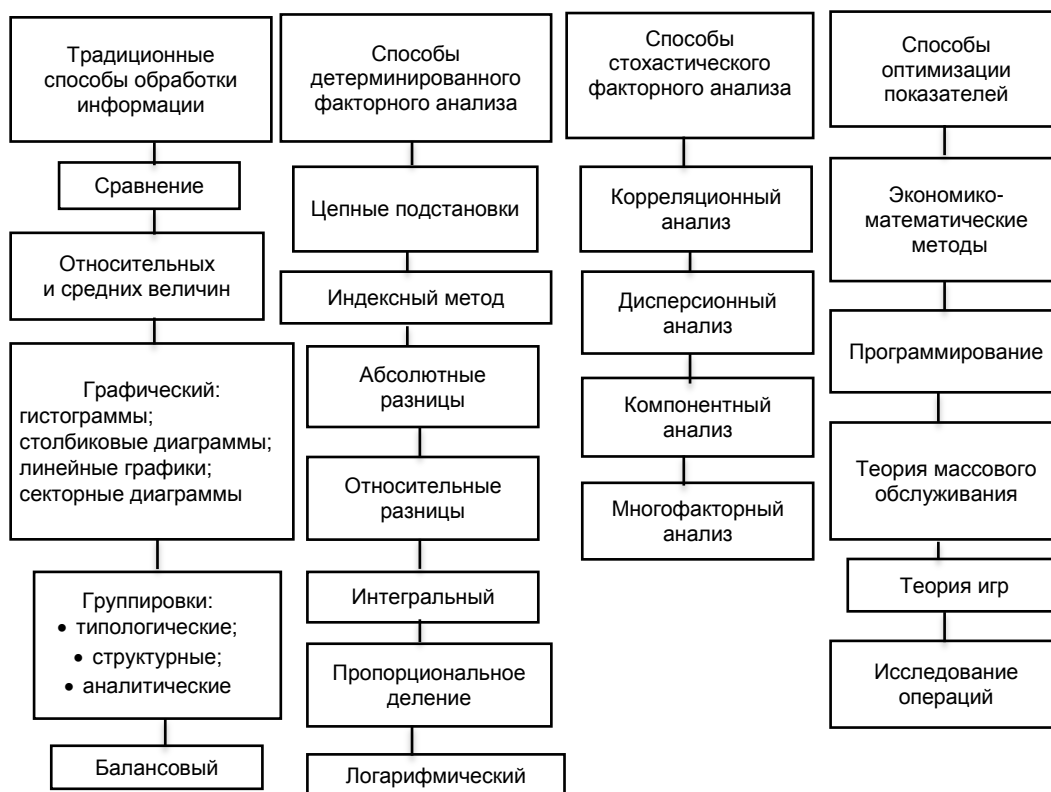 Традиционные
способы обработки
информации
Сравнение
Относительных
и средних величин
Графический:
гистограммы;
столбиковые диаграммы;
линейные графики;
секторные диаграммы
Группировки:
• типологические;
• структурные;
• аналитические
Балансовый
Способы
детерминированного
факторного анализа
Цепные подстановки
Индексный метод
Абсолютные
разницы
Относительные
разницы
Интегральный
Пропорциональное
деление
Логарифмический
Способы
стохастического
факторного анализа
Корреляционный
анализ
Дисперсионный
анализ
Компонентный
анализ
Многофакторный
анализ
Способы
оптимизации
показателей
Экономико-
математические
методы
Программирование
Теория массового
обслуживания
Теория игр
Исследование
операций